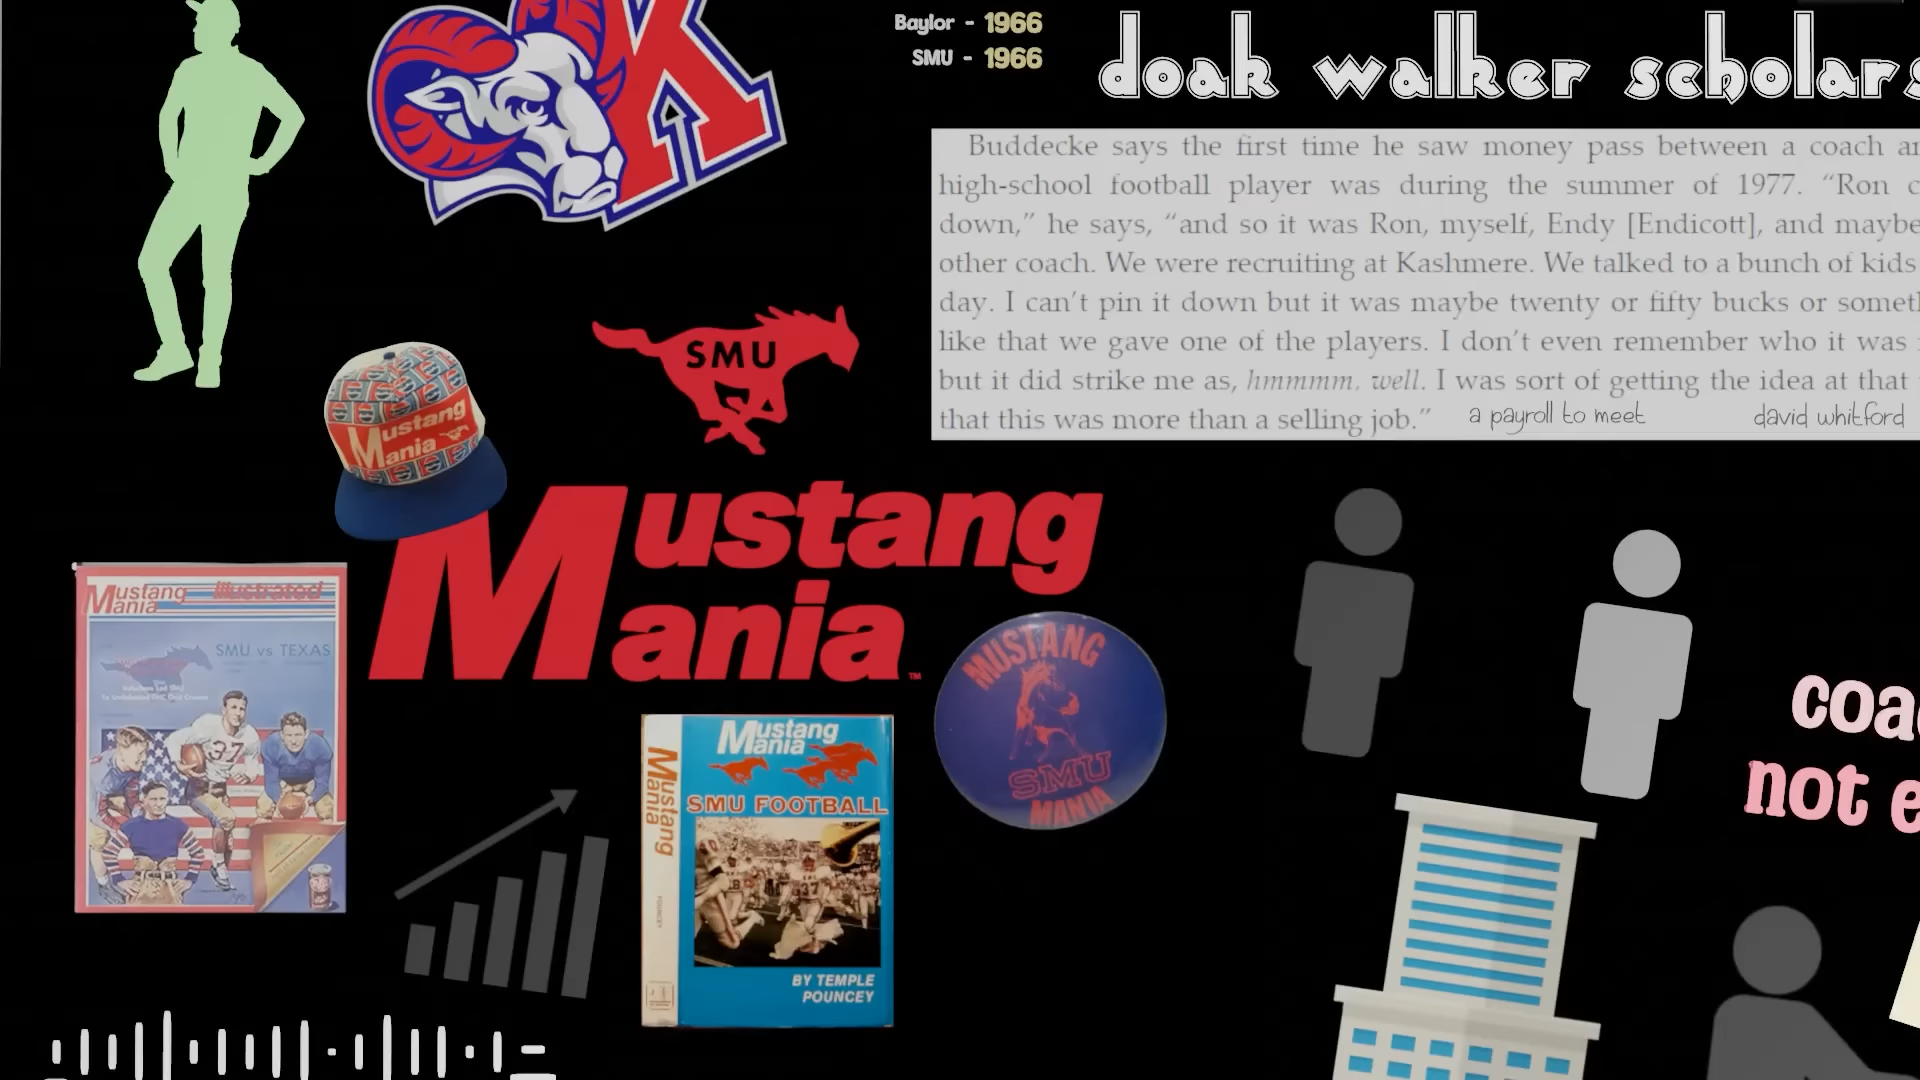 K
Baylor - 1966
SMU - 1966
doak walker scholars
Buddecke says the first time he saw money pass between a coach
high-school football player was during the summer of 1977. “Ron
down,” he says, “and so it was Ron, myself, Endy [Endicott], and maybe
other coach. We were recruiting at Kashmere. We talked to a bunch of kids
day. I can’t pin it down but it was maybe twenty or fifty bucks or
like that we gave one of the players. I don’t even remember who it was
but it did strike me as, hmmmm, well. I was sort of getting the idea at that
that this was more than a selling job.”
a payroll to meet
david whitford
SMU
Mustang
Mania
Mustang
Mania
TM
Mustang
Mania
Illustrated
SMU vs TEXAS
37
MUSTANG
SMU
MANIA
Mustang
Mania
POUNCEY
Mustang
Mania
SMU FOOTBALL
37
BY TEMPLE
POUNCEY
not